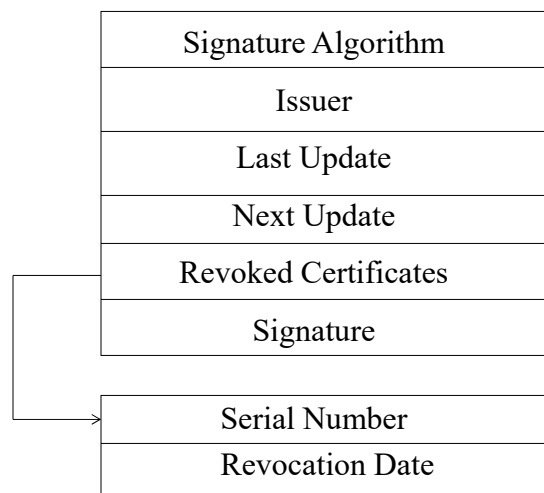 Signature Algorithm
Issuer
Last Update
Next Update
Revoked Certificates
Signature
Serial Number
Revocation Date